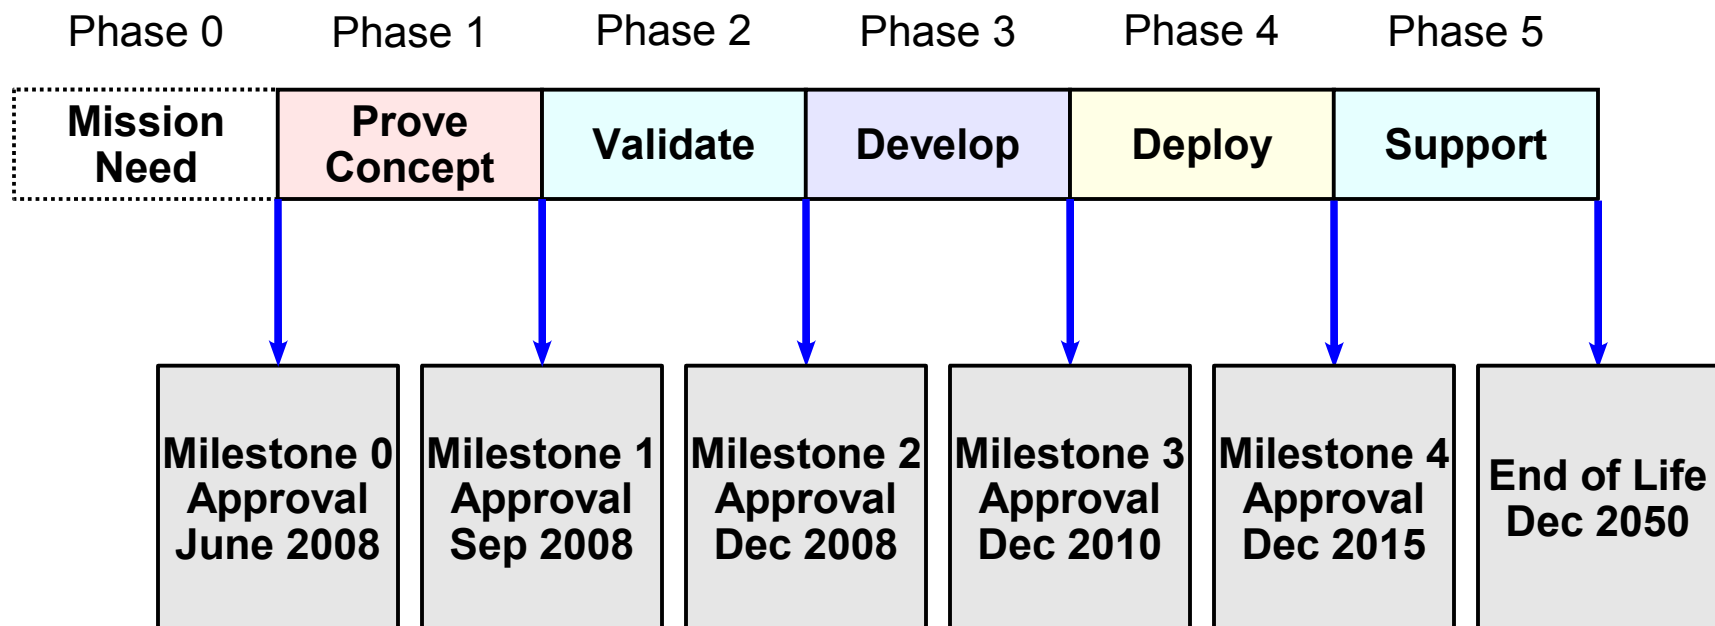 Phase 0
Phase 1
Phase 2
Phase 3
Phase 4
Phase 5
Mission
Need
Prove
Concept
Validate
Develop
Deploy
Support
Milestone 0
Approval
June 2008
Milestone 1
Approval
Sep 2008
Milestone 2
Approval
Dec 2008
Milestone 3
Approval
Dec 2010
Milestone 4
Approval
Dec 2015
End of Life
Dec 2050